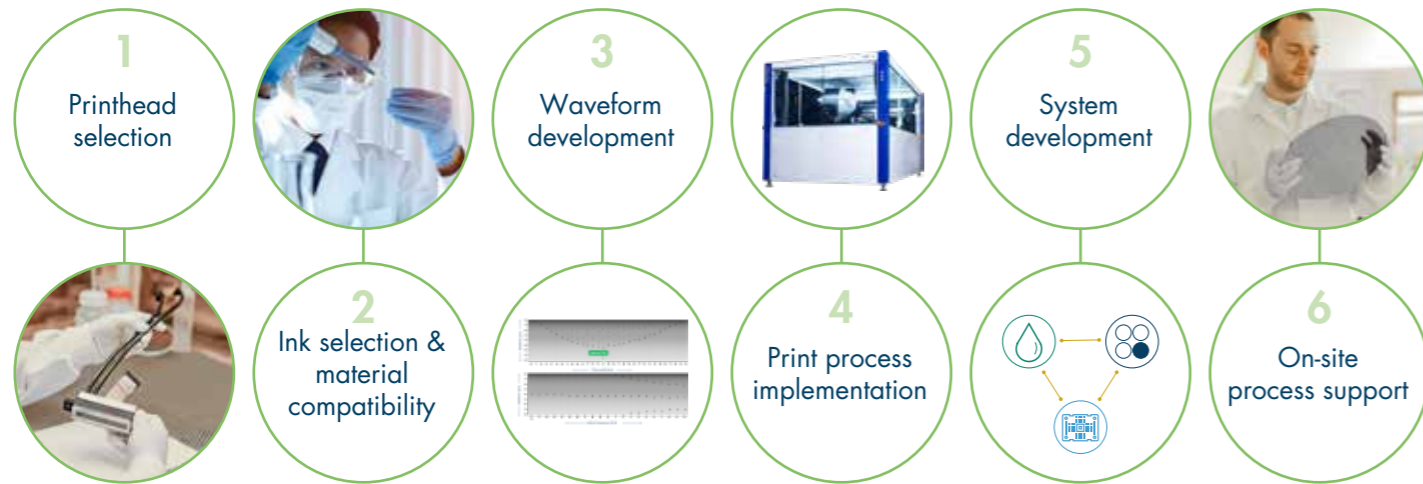 1
Printhead
selection
2
Ink selection &
material
compatibility
3
Waveform
development
4
Print process
implementation
5
System
development
6
On-site
process support